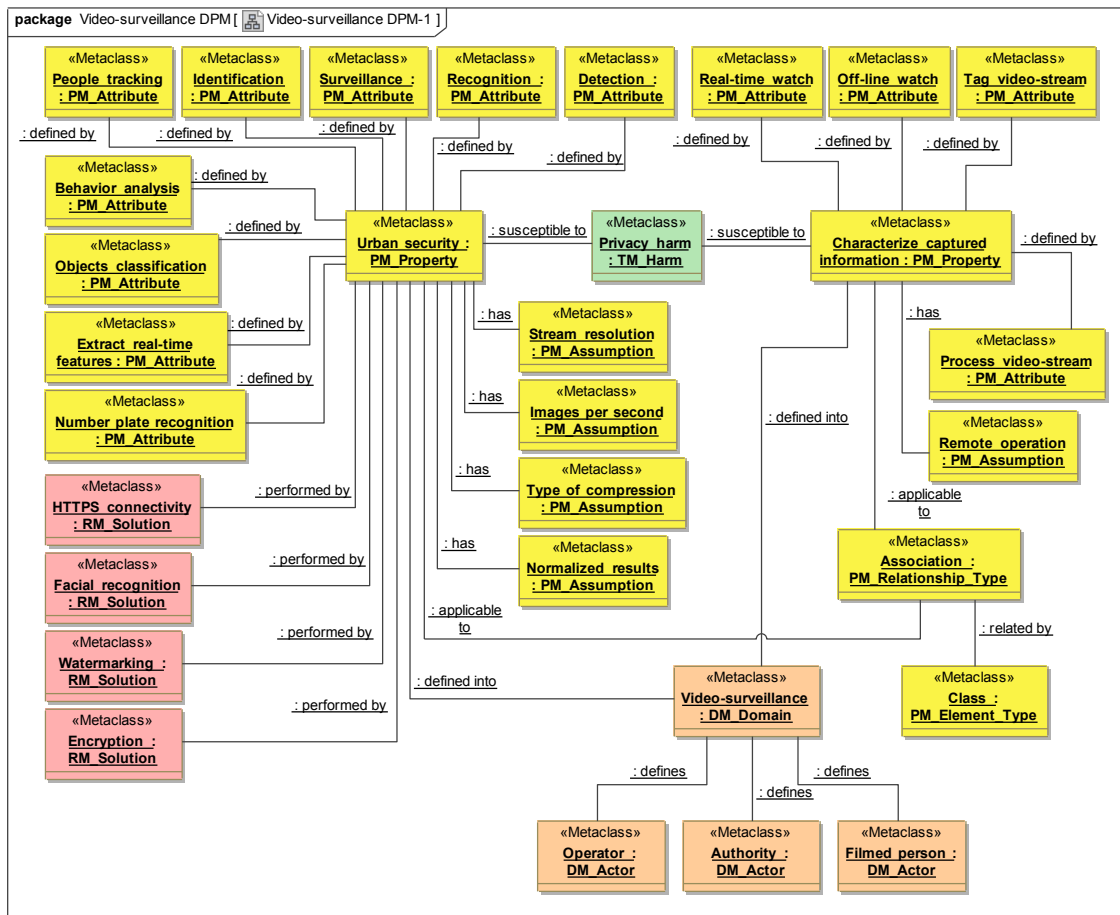 package Video-surveillance DPM [ Video-surveillance DPM-1 ]
«Metaclass»
People tracking
: PM_Attribute
«Metaclass»
Identification
: PM_Attribute
«Metaclass»
Surveillance :
PM_Attribute
«Metaclass»
Recognition :
PM_Attribute
«Metaclass»
Detection :
PM_Attribute
«Metaclass»
Real-time watch
: PM_Attribute
«Metaclass»
Off-line watch
: PM_Attribute
«Metaclass»
Tag video-stream
: PM_Attribute
: defined by
: defined by
: defined by
: defined by
: defined by
: defined by
: defined by
: defined by
«Metaclass»
Behavior analysis
: PM_Attribute
: defined by
«Metaclass»
Objects classification
: PM_Attribute
: defined by
«Metaclass»
Urban security :
PM_Property
: susceptible to
«Metaclass»
Privacy harm
: TM_Harm
: susceptible to
«Metaclass»
Characterize captured
information : PM_Property
: defined by
«Metaclass»
Extract real-time
features : PM_Attribute
: defined by
: has
«Metaclass»
Stream resolution
: PM_Assumption
: has
«Metaclass»
Process video-stream
: PM_Attribute
«Metaclass»
Number plate recognition
: PM_Attribute
: defined by
: has
«Metaclass»
Images per second
: PM_Assumption
: defined into
«Metaclass»
Remote operation
: PM_Assumption
«Metaclass»
HTTPS connectivity
: RM_Solution
: performed by
: has
«Metaclass»
Type of compression
: PM_Assumption
: applicable
to
«Metaclass»
Facial recognition
: RM_Solution
: performed by
: has
«Metaclass»
Normalized results
: PM_Assumption
«Metaclass»
Association :
PM_Relationship_Type
: applicable
to
: related by
«Metaclass»
Watermarking :
RM_Solution
: performed by
: defined into
«Metaclass»
Video-surveillance
: DM_Domain
«Metaclass»
Class :
PM_Element_Type
«Metaclass»
Encryption :
RM_Solution
: performed by
: defines
: defines
: defines
«Metaclass»
Operator :
DM_Actor
«Metaclass»
Authority :
DM_Actor
«Metaclass»
Filmed person :
DM_Actor